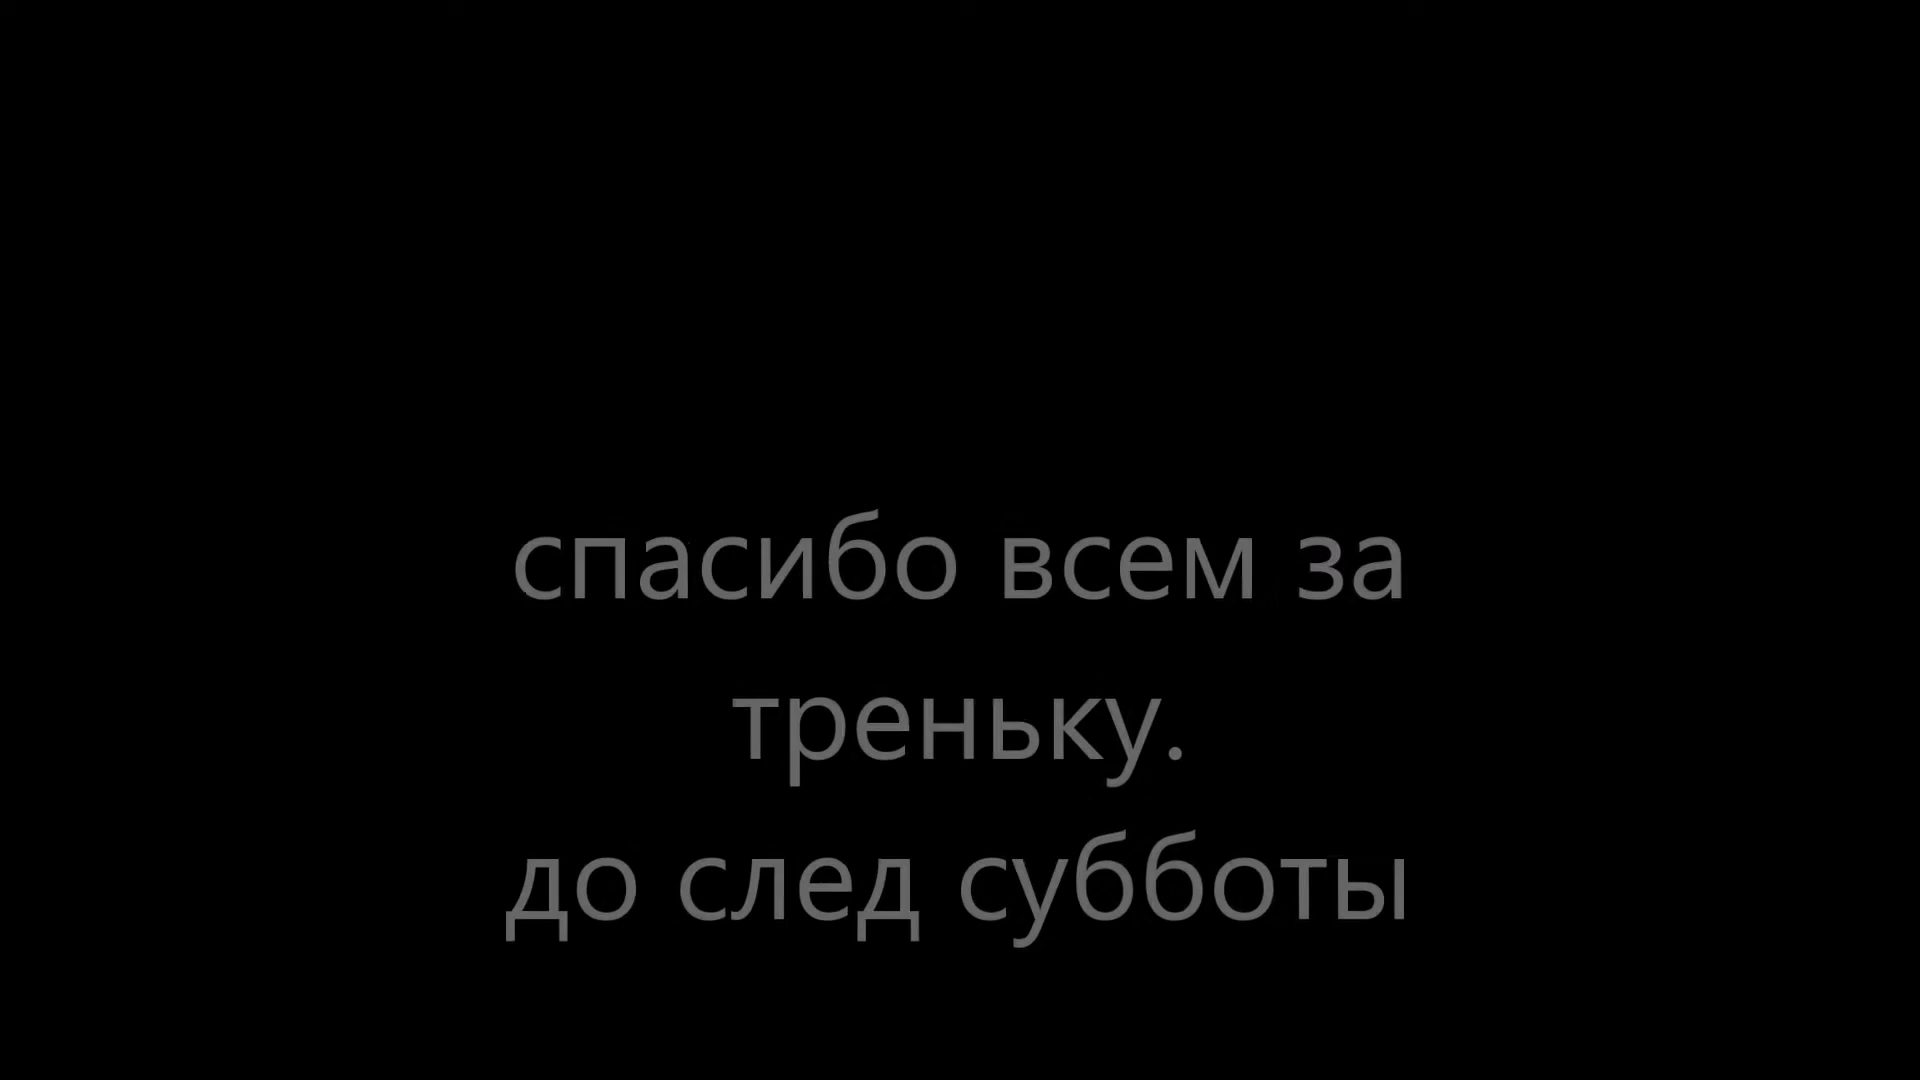 спасибо всем за
треньку.
до след субботы